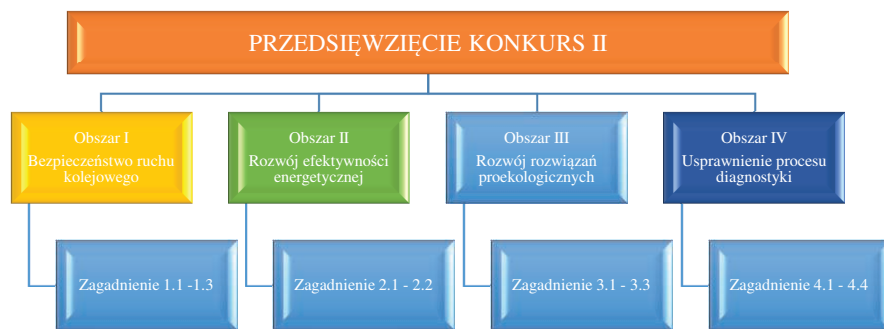 PRZEDSIĘWZIĘCIE KONKURS II
Obszar I
Bezpieczeństwo ruchu
kolejowego
Obszar II
Rozwój efektywności
energetycznej
Obszar III
Rozwój rozwiązań
proekologicznych
Obszar IV
Usprawnienie procesu
diagnostyki
Zagadnienie 1.1 -1.3
Zagadnienie 2.1 - 2.2
Zagadnienie 3.1 - 3.3
Zagadnienie 4.1 - 4.4